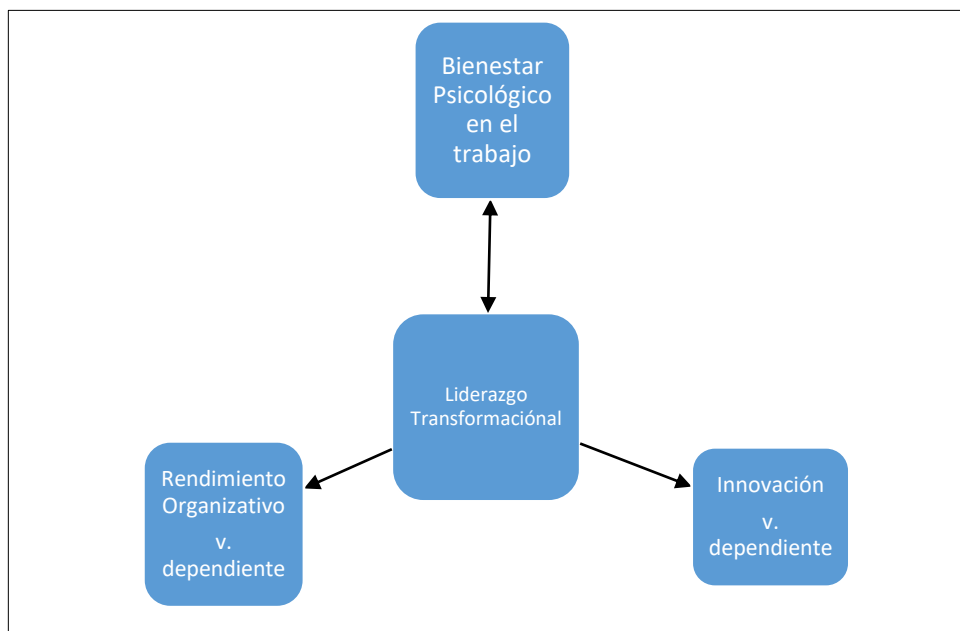 Bienestar
Psicológico
en el
trabajo
Liderazgo
Transformaciónal
Rendimiento
Organizativo
v.
dependiente
Innovación
v.
dependiente